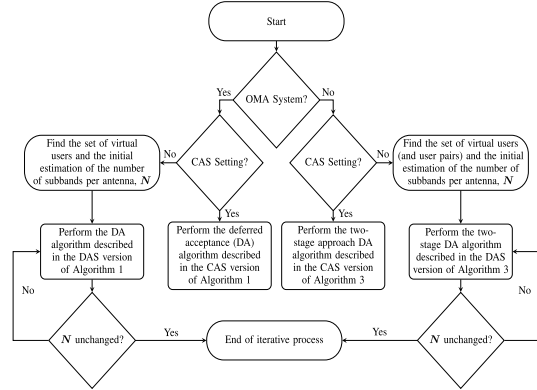 Start
OMA System?
Yes
No
Find the set of virtual
users and the initial
estimation of the number
of subbands per antenna, N
No
CAS Setting?
CAS Setting?
No
Find the set of virtual users
(and user pairs) and the initial
estimation of the number of
subbands per antenna, N
Yes
Yes
Perform the DA
algorithm described
in the DAS version
of Algorithm 1
Perform the deferred
acceptance (DA)
algorithm described
in the CAS version
of Algorithm 1
Perform the two-
stage approach DA
algorithm described
in the CAS version
of Algorithm 3
Perform the two-
stage DA algorithm
described in the DAS
version of Algorithm 3
No
No
N unchanged?
Yes
End of iterative process
Yes
N unchanged?